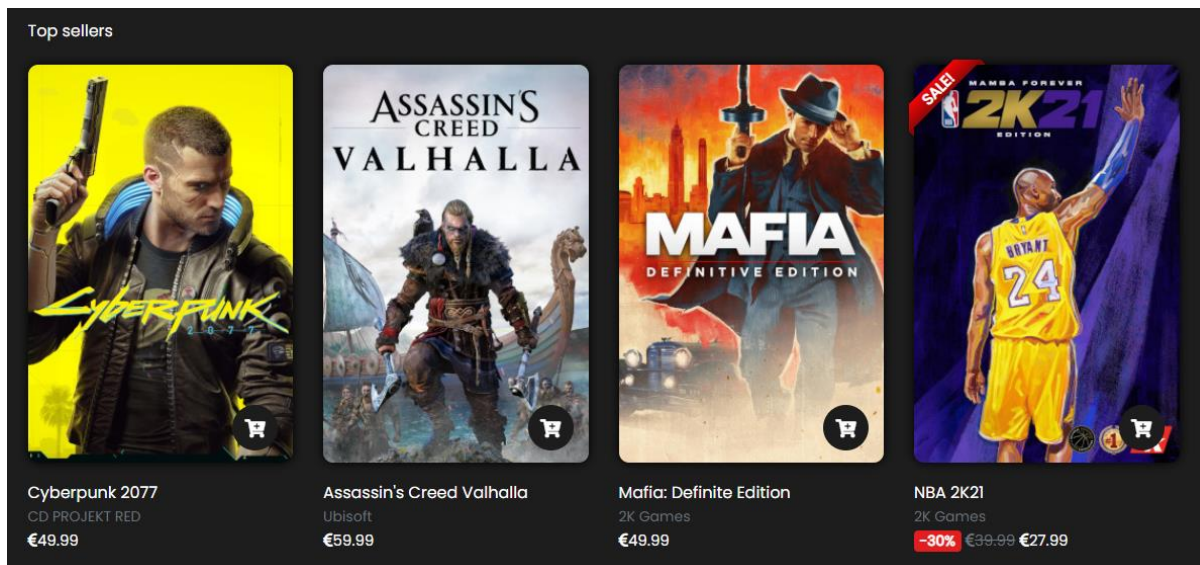 Top sellers
ASSASSIN'S
CREED
VALHALLA
MAFIA
DEFINITIVE EDITION
SALE!
MAMBA FOREVER
2K21
EDITION
BRYANT
24
Cyberpunk
2077
#1
Cyberpunk 2077
CD PROJEKT RED
€49.99
Assassin's Creed Valhalla
Ubisoft
€59.99
Mafia: Definite Edition
2K Games
€49.99
NBA 2K21
2K Games
-30% €39.99 €27.99